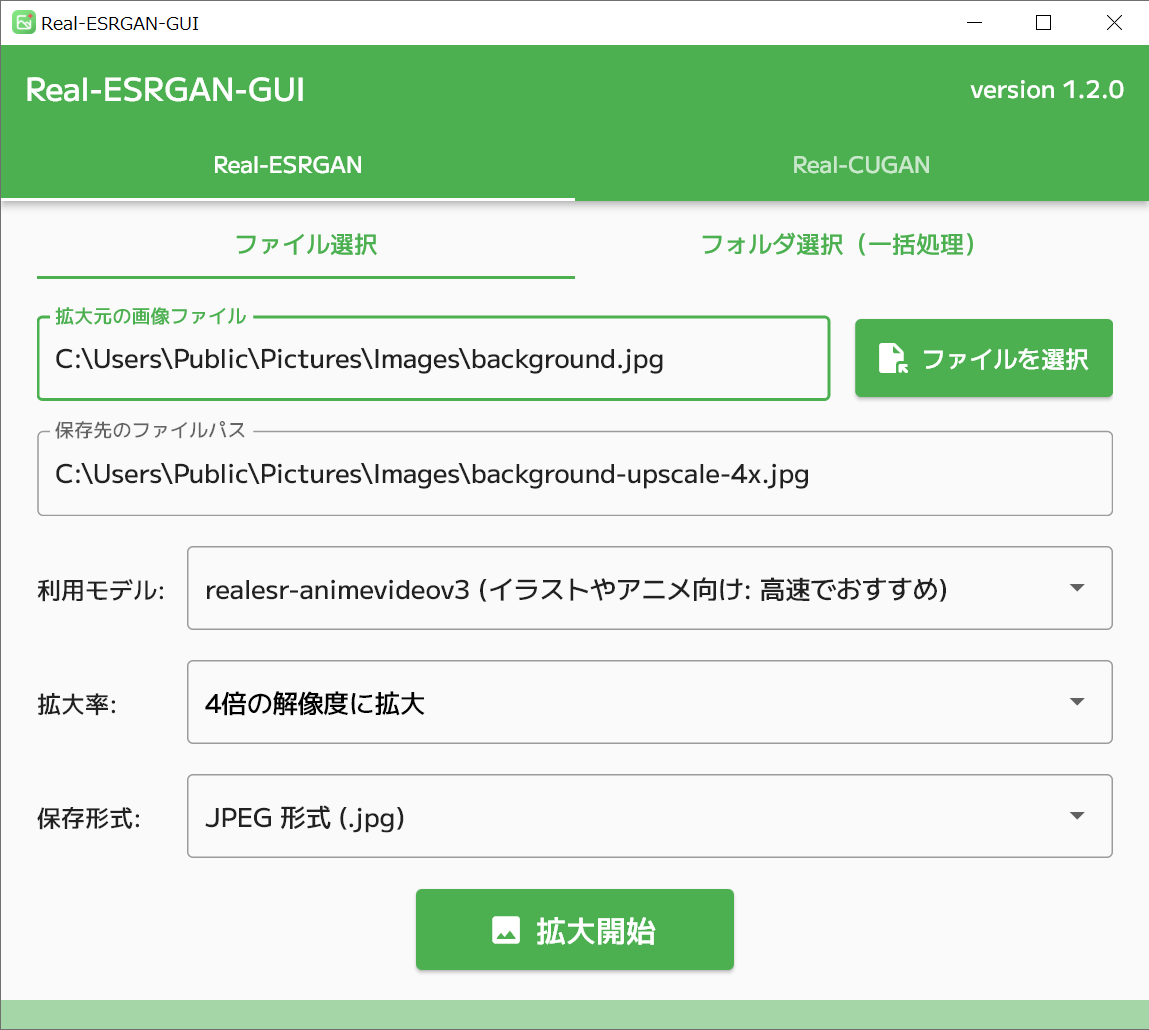 Real-ESRGAN-GUI
Real-ESRGAN-GUI version 1.2.0
Real-ESRGAN Real-CUGAN
ファイル選択 フォルダ選択（一括処理）
拡大元の画像ファイル
C:\Users\Public\Pictures\Images\background.jpg ファイルを選択
保存先のファイルパス
C:\Users\Public\Pictures\Images\background-upscale-4x.jpg
利用モデル: realesr-animevideov3 (イラストやアニメ向け: 高速でおすすめ)
拡大率: 4倍の解像度に拡大
保存形式: JPEG 形式 (.jpg)
拡大開始